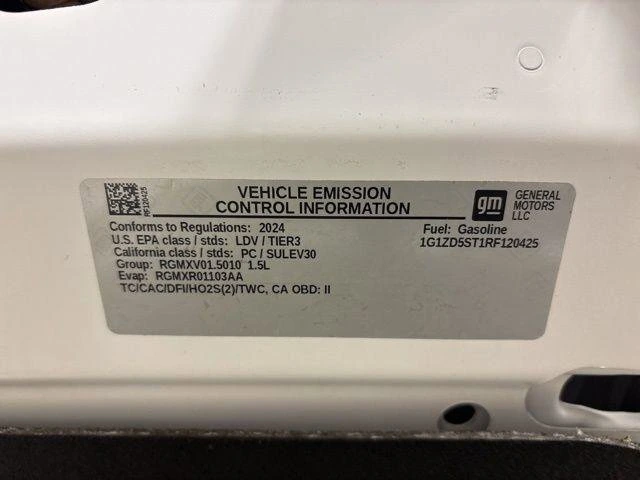 RF120425
VEHICLE EMISSION
CONTROL INFORMATION
gm
GENERAL
MOTORS
LLC
Conforms to Regulations: 2024
Fuel: Gasoline
U.S. EPA class / stds: LDV / TIER3
1G1ZD5ST1RF120425
California class / stds: PC / SULEV30
Group: RGMXV01.5010 1.5L
Evap: RGMXR01103AA
TC/CAC/DFI/HO2S(2)/TWC, CA OBD: II